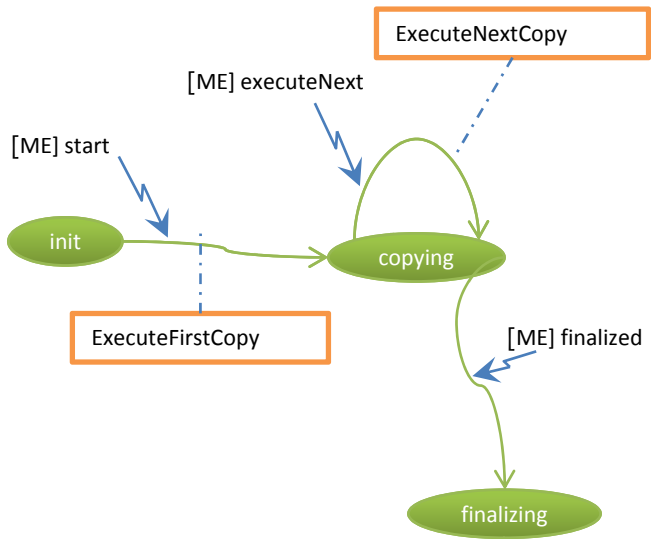 ExecuteNextCopy
[ME] executeNext
[ME] start
init
copying
ExecuteFirstCopy
[ME] finalized
finalizing